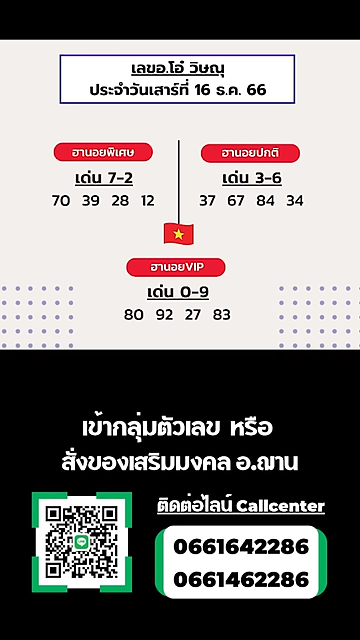 เลขอ.โอ๋ วิษณุ
ประจำวันเสาร์ที่ 16 ธ.ค. 66
ฮานอยพิเศษ
เด่น 7-2
70 39 28 12
ฮานอยปกติ
เด่น 3-6
37 67 84 34
ฮานอยVIP
เด่น 0-9
80 92 27 83
เข้ากลุ่มตัวเลข หรือ
สั่งของเสริมมงคล อ.ฌาน
ติดต่อไลน์ Callcenter
0661642286
0661462286